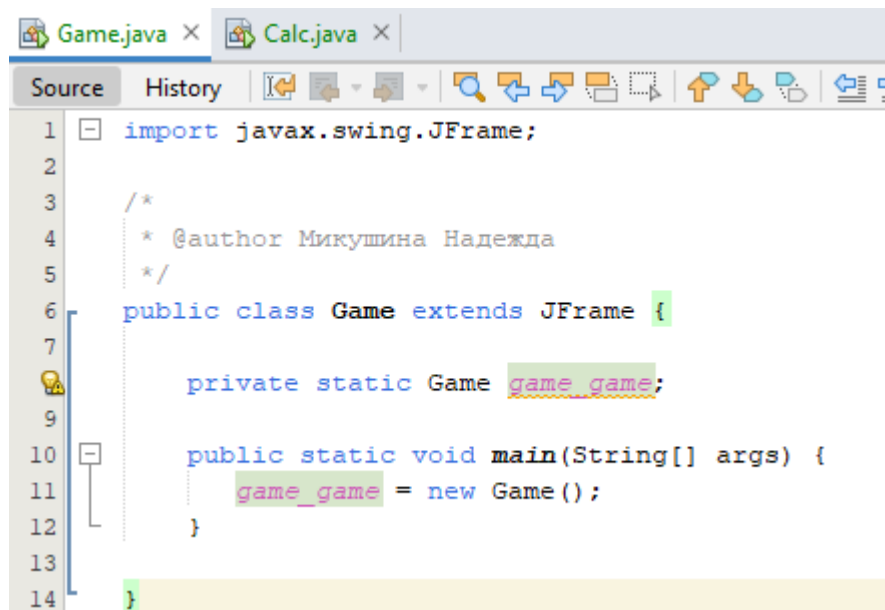 Game.java Calc.java
Source History
1 import javax.swing.JFrame;
2
3 /*
4 * @author Микушина Надежда
5 */
6 public class Game extends JFrame {
7
private static Game game_game;
9
10 public static void main(String[] args) {
11 game_game = new Game();
12 }
13
14 }